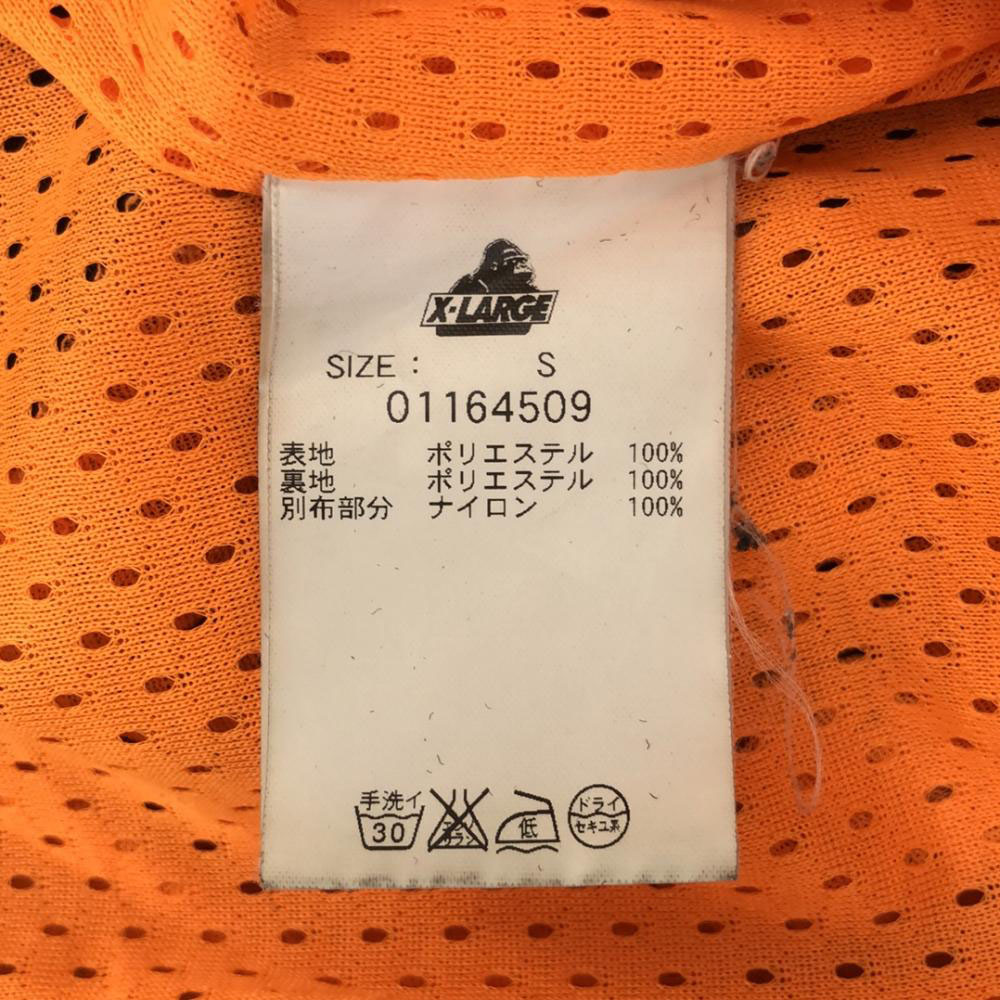 X-LARGE
SIZE : S
01164509
表地 ポリエステル 100%
裏地 ポリエステル 100%
別布部分 ナイロン 100%
手洗イ
30
低
ドライ
セキユ系